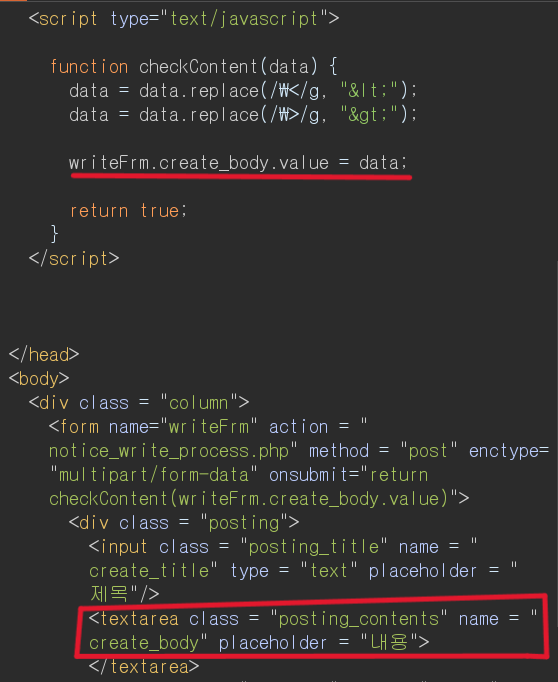 <script type="text/javascript">
function checkContent(data) {
data = data.replace(/₩</g, "&lt;");
data = data.replace(/₩>/g, "&gt;");
writeFrm.create_body.value = data;
return true;
}
</script>
</head>
<body>
<div class = "column">
<form name="writeFrm" action = "
notice_write_process.php" method = "post" enctype=
"multipart/form-data" onsubmit="return
checkContent(writeFrm.create_body.value)">
<div class = "posting">
<input class = "posting_title" name = "
create_title" type = "text" placeholder = "
제목"/>
<textarea class = "posting_contents" name = "
create_body" placeholder = "내용">
</textarea>